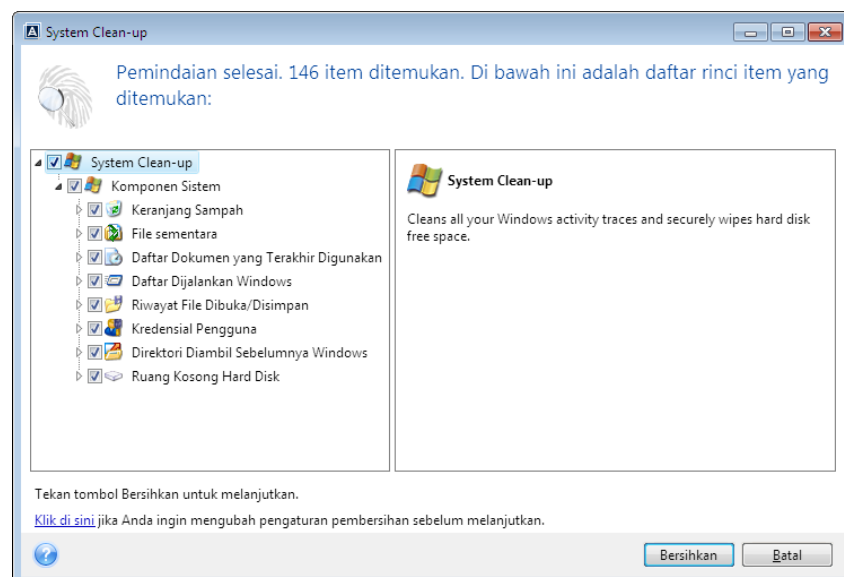 System Clean-up
Pemindaian selesai. 146 item ditemukan. Di bawah ini adalah daftar rinci item yang
ditemukan:
System Clean-up
Komponen Sistem
Keranjang Sampah
File sementara
Daftar Dokumen yang Terakhir Digunakan
Daftar Dijalankan Windows
Riwayat File Dibuka/Disimpan
Kredensial Pengguna
Direktori Diambil Sebelumnya Windows
Ruang Kosong Hard Disk
System Clean-up
Cleans all your Windows activity traces and securely wipes hard disk
free space.
Tekan tombol Bersihkan untuk melanjutkan.
Klik di sini jika Anda ingin mengubah pengaturan pembersihan sebelum melanjutkan.
Bersihkan
Batal